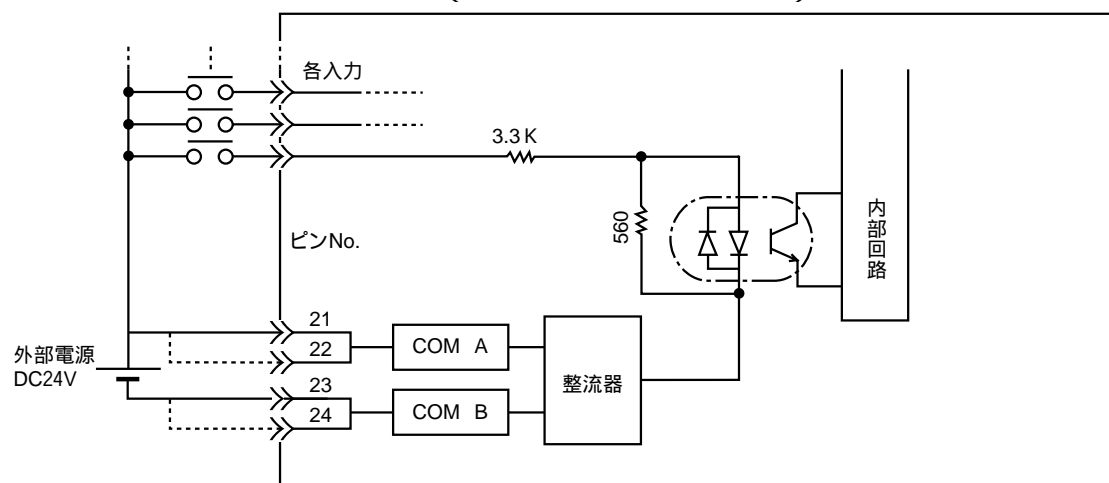 各入力
3.3 K
560
内部回路
ピンNo.
21
22
COM A
外部電源
DC24V
整流器
23
24
COM B